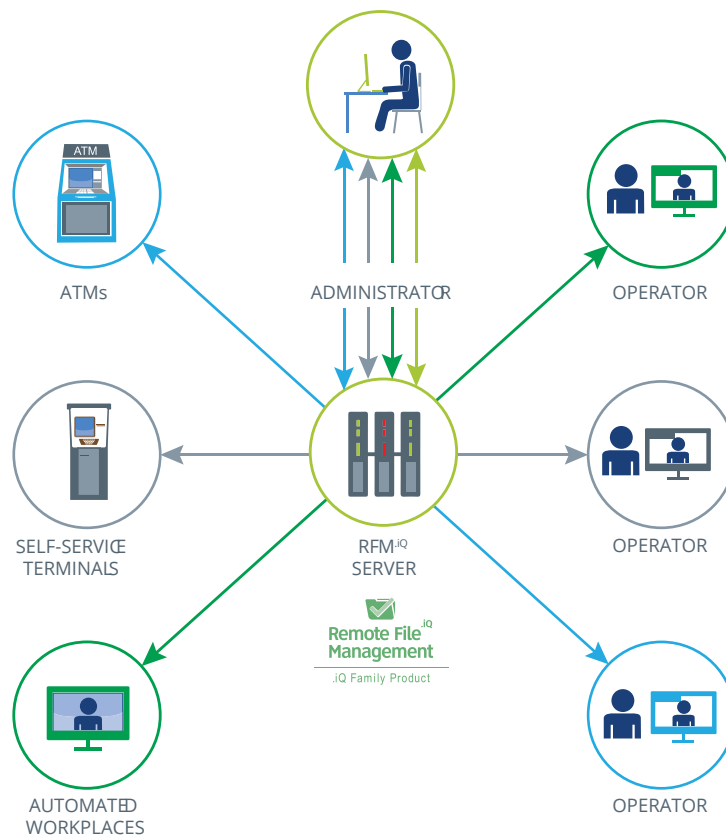 ATM
ATMs
ADMINISTRATOR
OPERATOR
SELF-SERVICE
TERMINALS
RFM.iQ
SERVER
OPERATOR
Remote File .iQ
Management
.iQ Family Product
AUTOMATED
WORKPLACES
OPERATOR